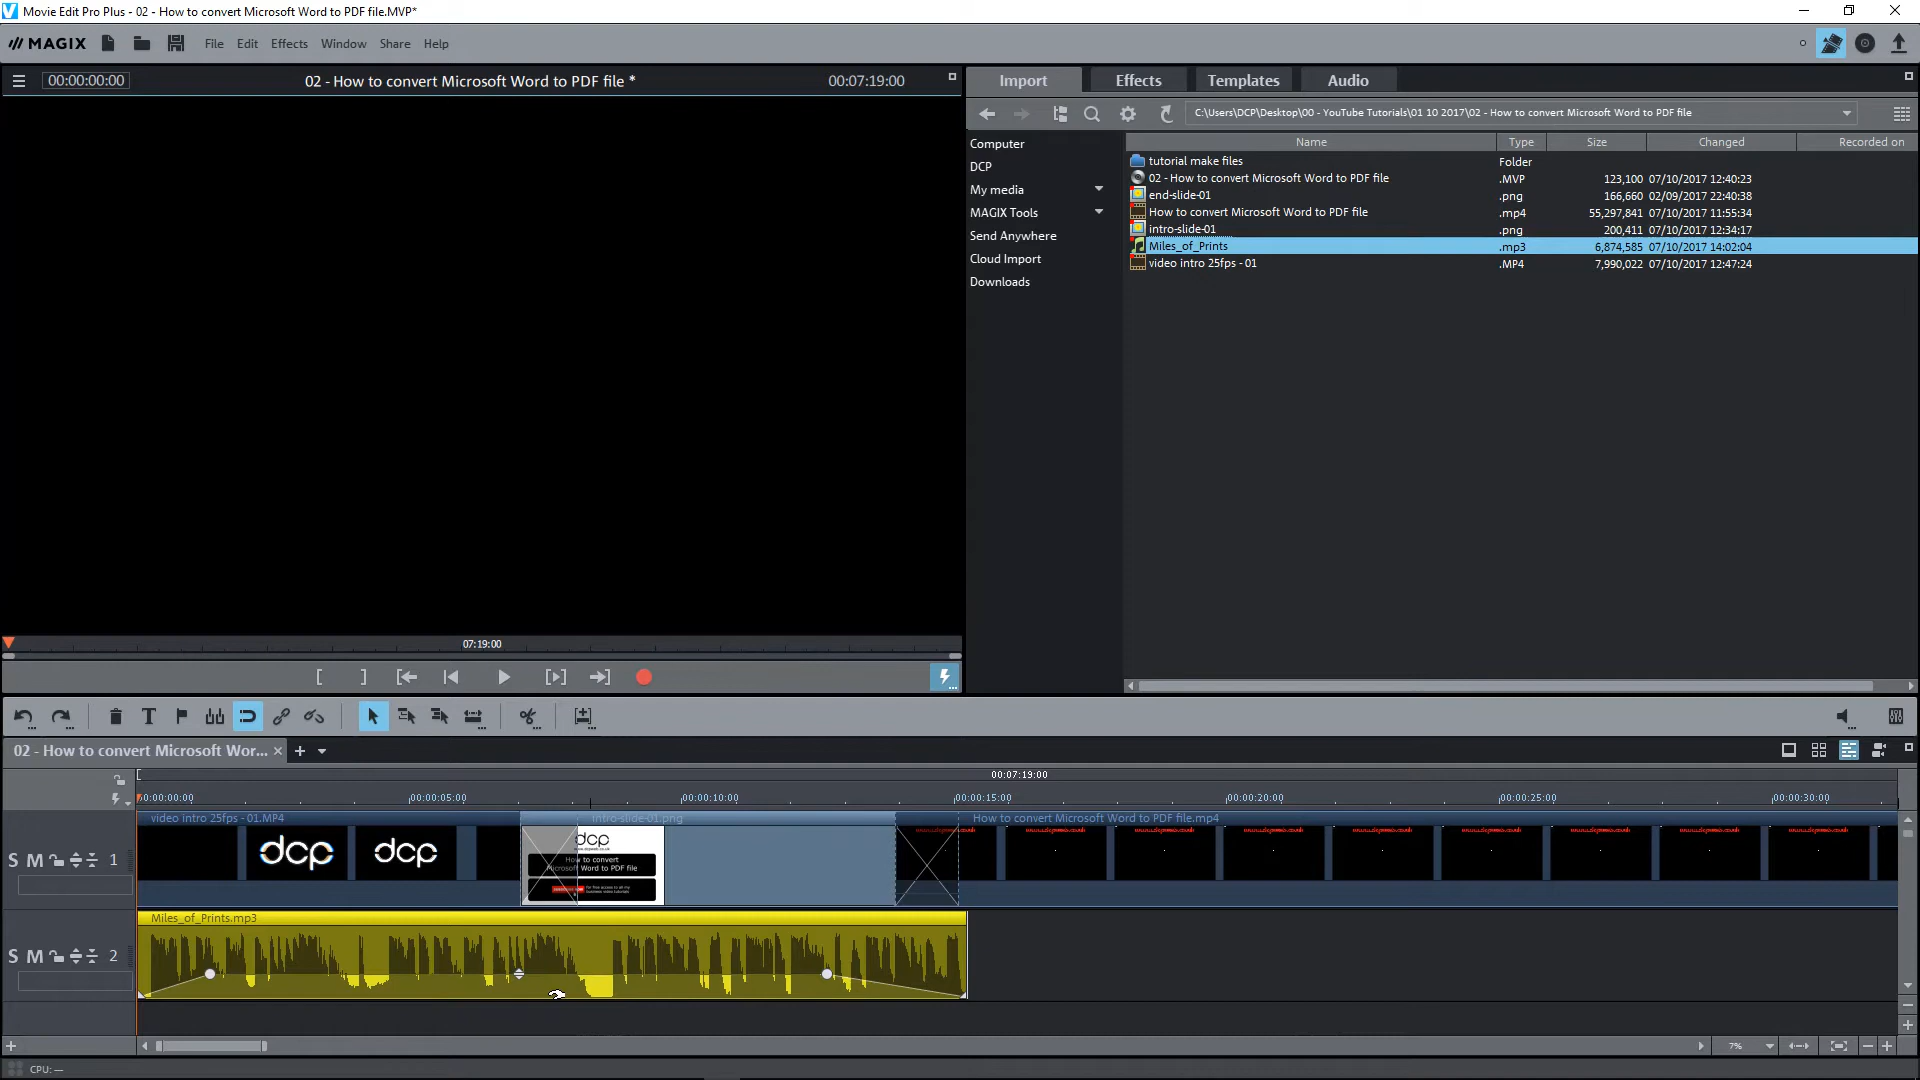 Movie Edit Pro Plus - 02 - How to convert Microsoft Word to PDF file.MVP*
MAGIX File Edit Effects Window Share Help
00:00:00:00 02 - How to convert Microsoft Word to PDF file * 00:07:19:00
Import Effects Templates Audio
C:\Users\DCP\Desktop\00 - YouTube Tutorials\01 10 2017\02 - How to convert Microsoft Word to PDF file
Computer
DCP
My media
MAGIX Tools
Send Anywhere
Cloud Import
Downloads
Name Type Size Changed Recorded on
tutorial make files Folder
02 - How to convert Microsoft Word to PDF file .MVP 123,100 07/10/2017 12:40:23
end-slide-01 .png 166,660 02/09/2017 22:40:38
How to convert Microsoft Word to PDF file .mp4 55,297,841 07/10/2017 11:55:34
intro-slide-01 .png 200,411 07/10/2017 12:34:17
Miles_of_Prints .mp3 6,874,585 07/10/2017 14:02:04
video intro 25fps - 01 .MP4 7,990,022 07/10/2017 12:47:24
07:19:00
02 - How to convert Microsoft Wor...
00:07:19:00
00:00:00:00 00:00:05:00 00:00:10:00 00:00:15:00 00:00:20:00 00:00:25:00 00:00:30:00
video intro 25fps - 01.MP4 intro-slide-01.png How to convert Microsoft Word to PDF file.mp4
S M 1
dcp dcp
dcp
How to convert
Microsoft Word to PDF file
Miles_of_Prints.mp3
S M 2
7%
CPU: —